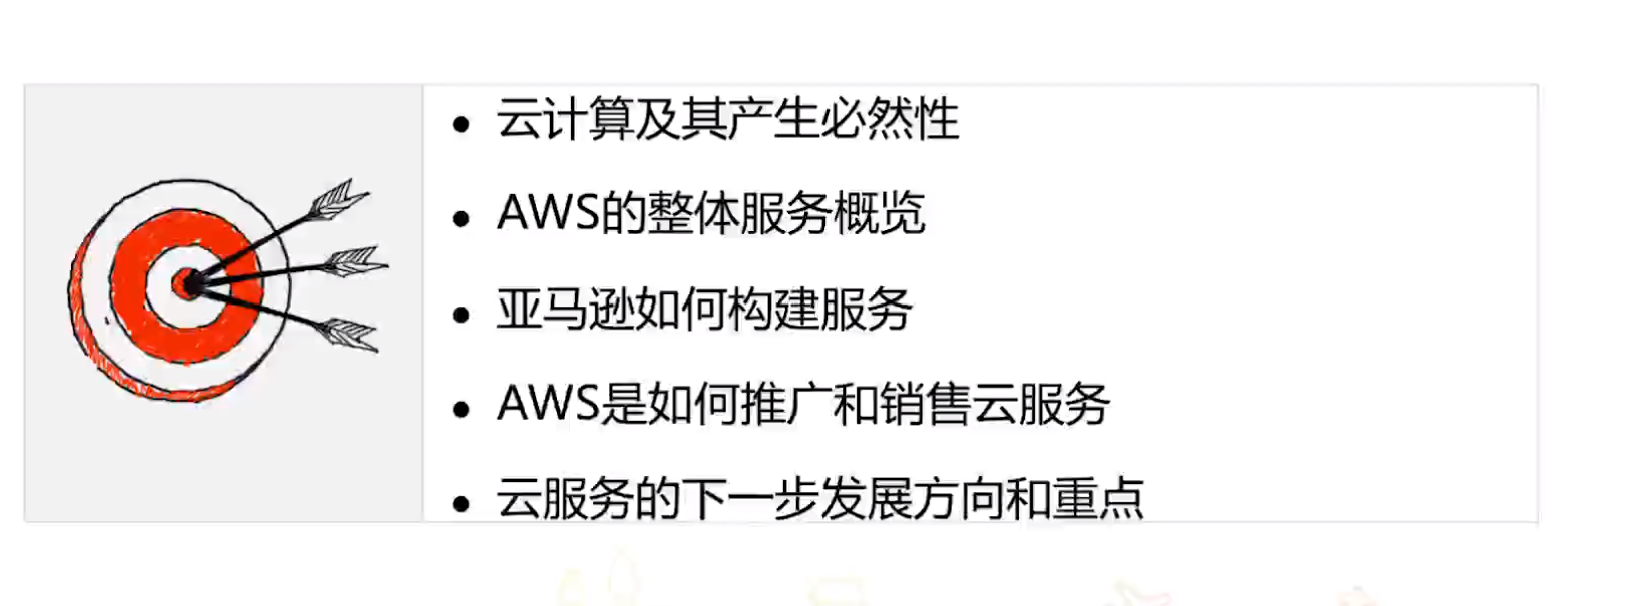 • 云计算及其产生必然性
• AWS的整体服务概览
• 亚马逊如何构建服务
• AWS是如何推广和销售云服务
• 云服务的下一步发展方向和重点